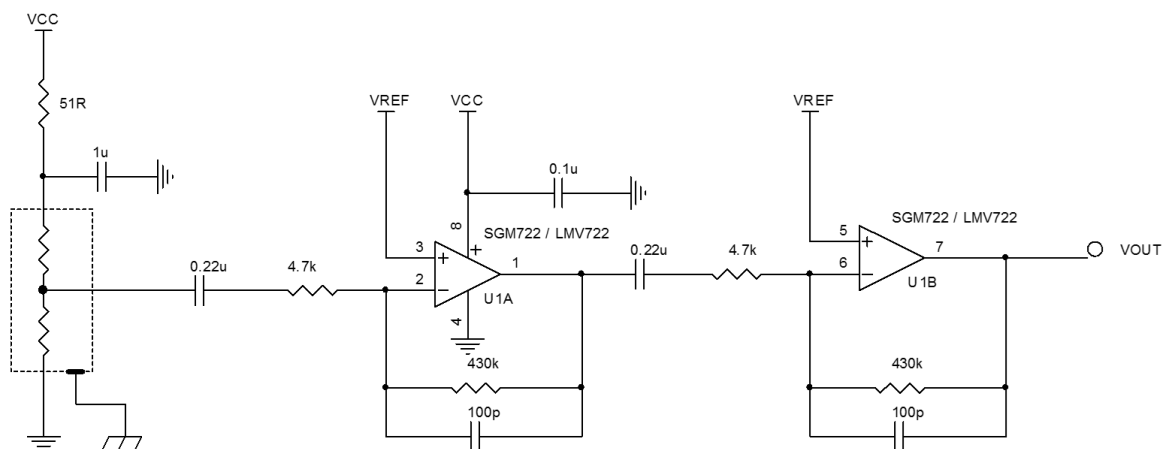 VCC
51R
1u
0.22u
4.7k
VREF
VCC
0.1u
8
SGM722 / LMV722
3
+
+
2
−
1
U1A
4
430k
100p
0.22u
4.7k
VREF
SGM722 / LMV722
5
+
6
−
7
U1B
VOUT
430k
100p